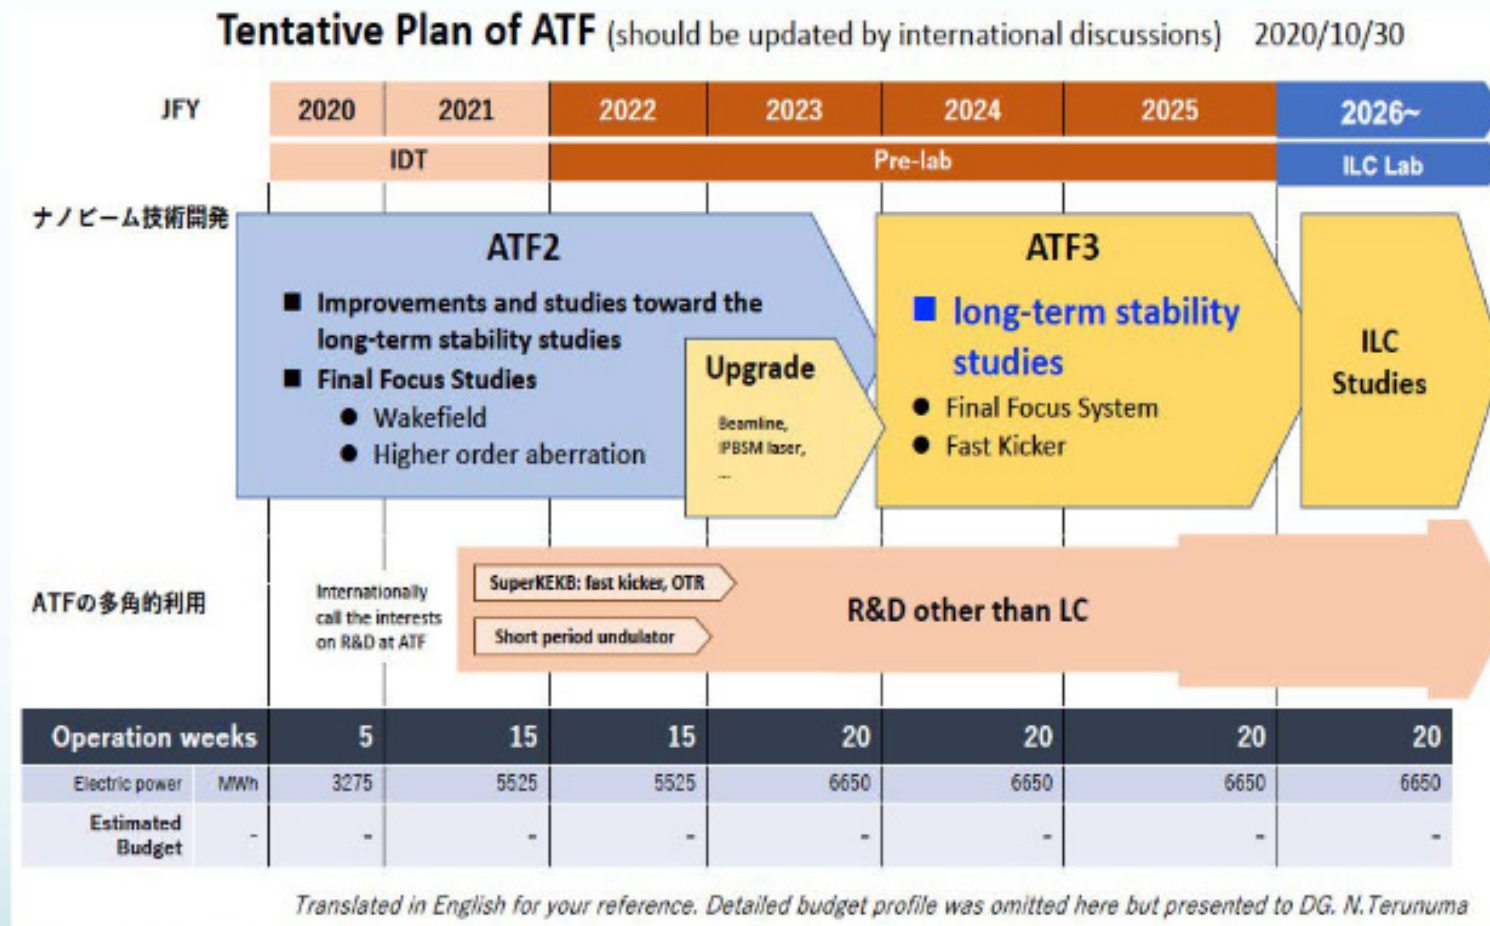 Tentative Plan of ATF (should be updated by international discussions) 2020/10/30
JFY 2020 2021 2022 2023 2024 2025 2026~
IDT Pre-lab ILC Lab
ナノビーム技術開発
ATF2
■ Improvements and studies toward the
long-term stability studies
■ Final Focus Studies
● Wakefield
● Higher order aberration
Upgrade
Beamline,
IPBSM laser,
...
ATF3
■ long-term stability
studies
● Final Focus System
● Fast Kicker
ILC
Studies
ATFの多角的利用
Internationally
call the interests
on R&D at ATF
SuperKEKB: fast kicker, OTR
Short period undulator
R&D other than LC
Operation weeks 5 15 15 20 20 20 20
Electric power MWh 3275 5525 5525 6650 6650 6650 6650
Estimated
Budget - - - - - - - -
Translated in English for your reference. Detailed budget profile was omitted here but presented to DG. N.Terunuma